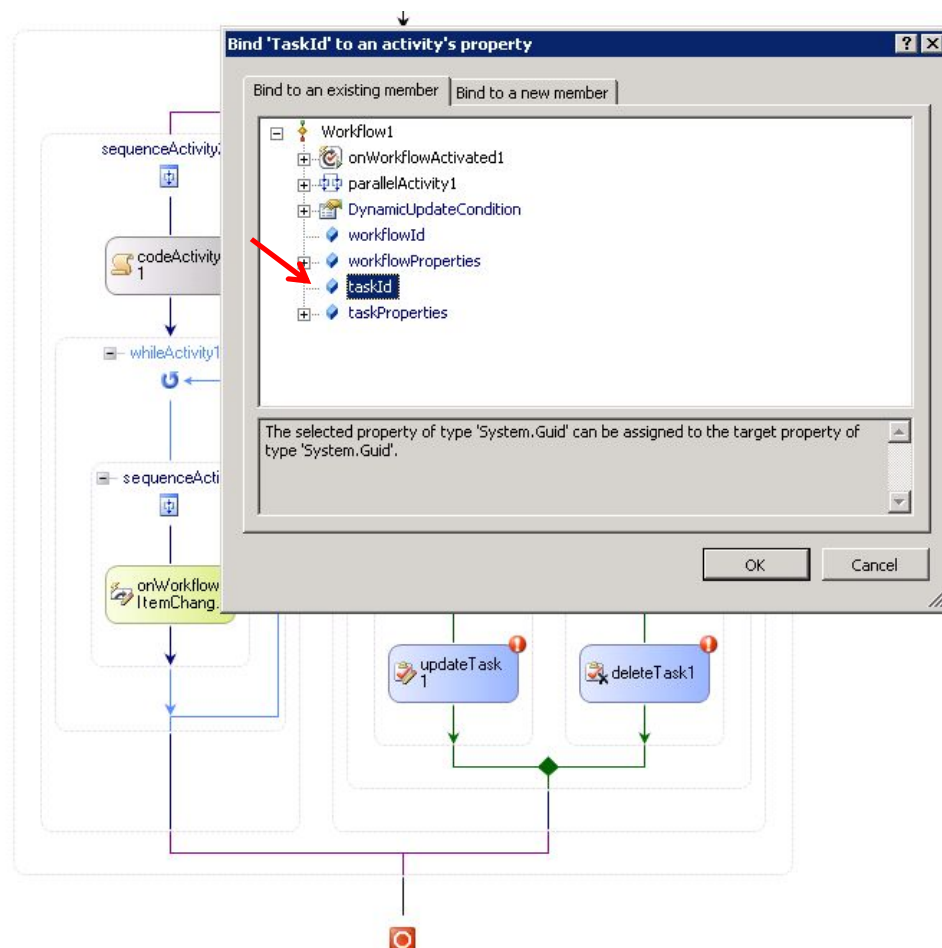 Bind 'TaskId' to an activity's property
Bind to an existing member
Bind to a new member
Workflow1
onWorkflowActivated1
parallelActivity1
DynamicUpdateCondition
workflowId
workflowProperties
taskId
taskProperties
The selected property of type 'System.Guid' can be assigned to the target property of
type 'System.Guid'.
OK
Cancel
sequenceActivity
codeActivity
1
whileActivity1
sequenceActi
onWorkflow
ItemChang.
updateTask
1
deleteTask1